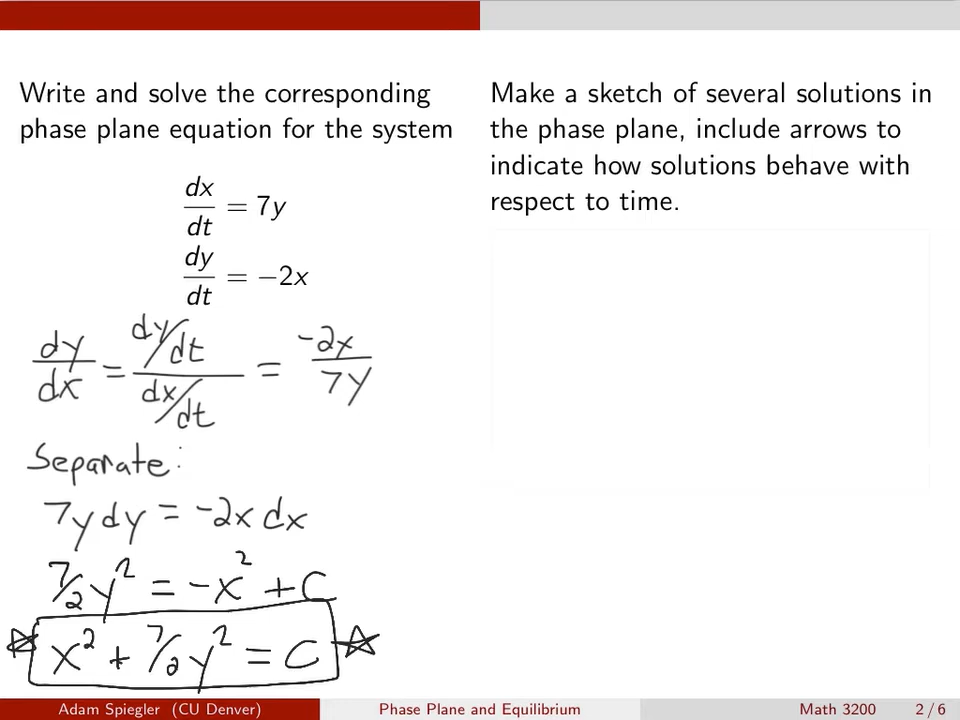 Write and solve the corresponding
phase plane equation for the system
dx/dt = 7y
dy/dt = −2x
dy/dx = (dy/dt)/(dx/dt) = -2x/7y
Separate:
7y dy = -2x dx
7/2 y² = -x² + C
☆ x² + 7/2 y² = C ☆
Make a sketch of several solutions in
the phase plane, include arrows to
indicate how solutions behave with
respect to time.
Adam Spiegler (CU Denver) Phase Plane and Equilibrium Math 3200 2 / 6